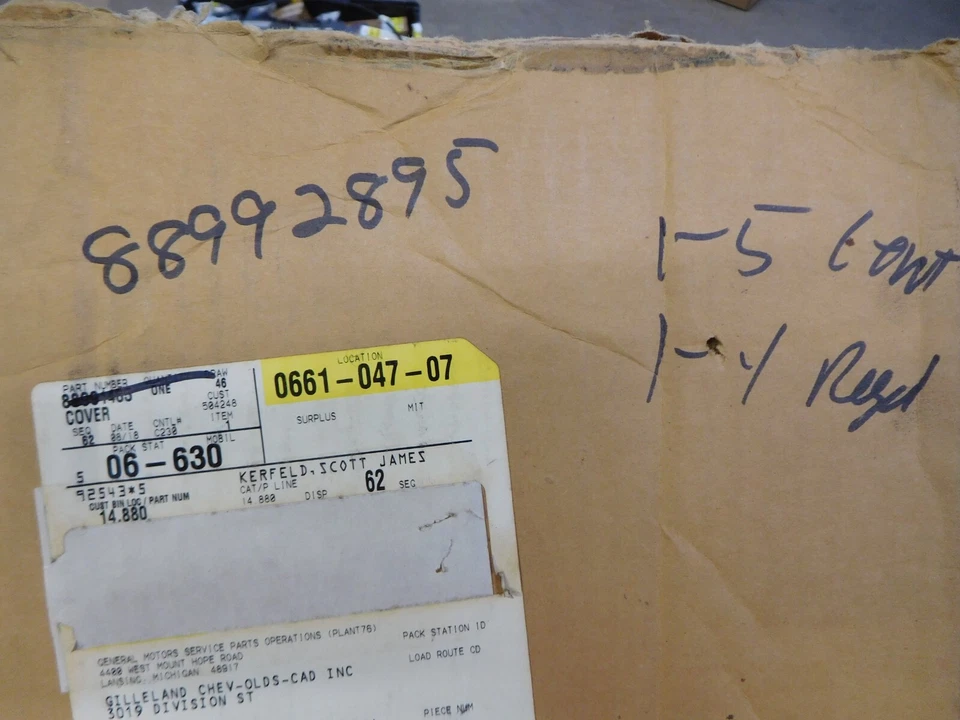 88992895
1-5 Cont
1-4 Regd
LOCATION
0661-047-07
SURPLUS MIT
PART NUMBER DRAW
ONE 46
COVER CUST
504248
SEQ DATE CNTL# ITEM
62 08/18 C230 1
PACK STAT MOBIL
S 06-630
KERFELD, SCOTT JAMES
92543*5 CAT/P LINE 62 SEG
CUST BIN LOC / PART NUM 14.880 DISP
14.880
GENERAL MOTORS SERVICE PARTS OPERATIONS (PLANT76) PACK STATION ID
4400 WEST MOUNT HOPE ROAD
LANSING, MICHIGAN 48917 LOAD ROUTE CD
GILLELAND CHEV-OLDS-CAD INC
3019 DIVISION ST
PIECE NUM